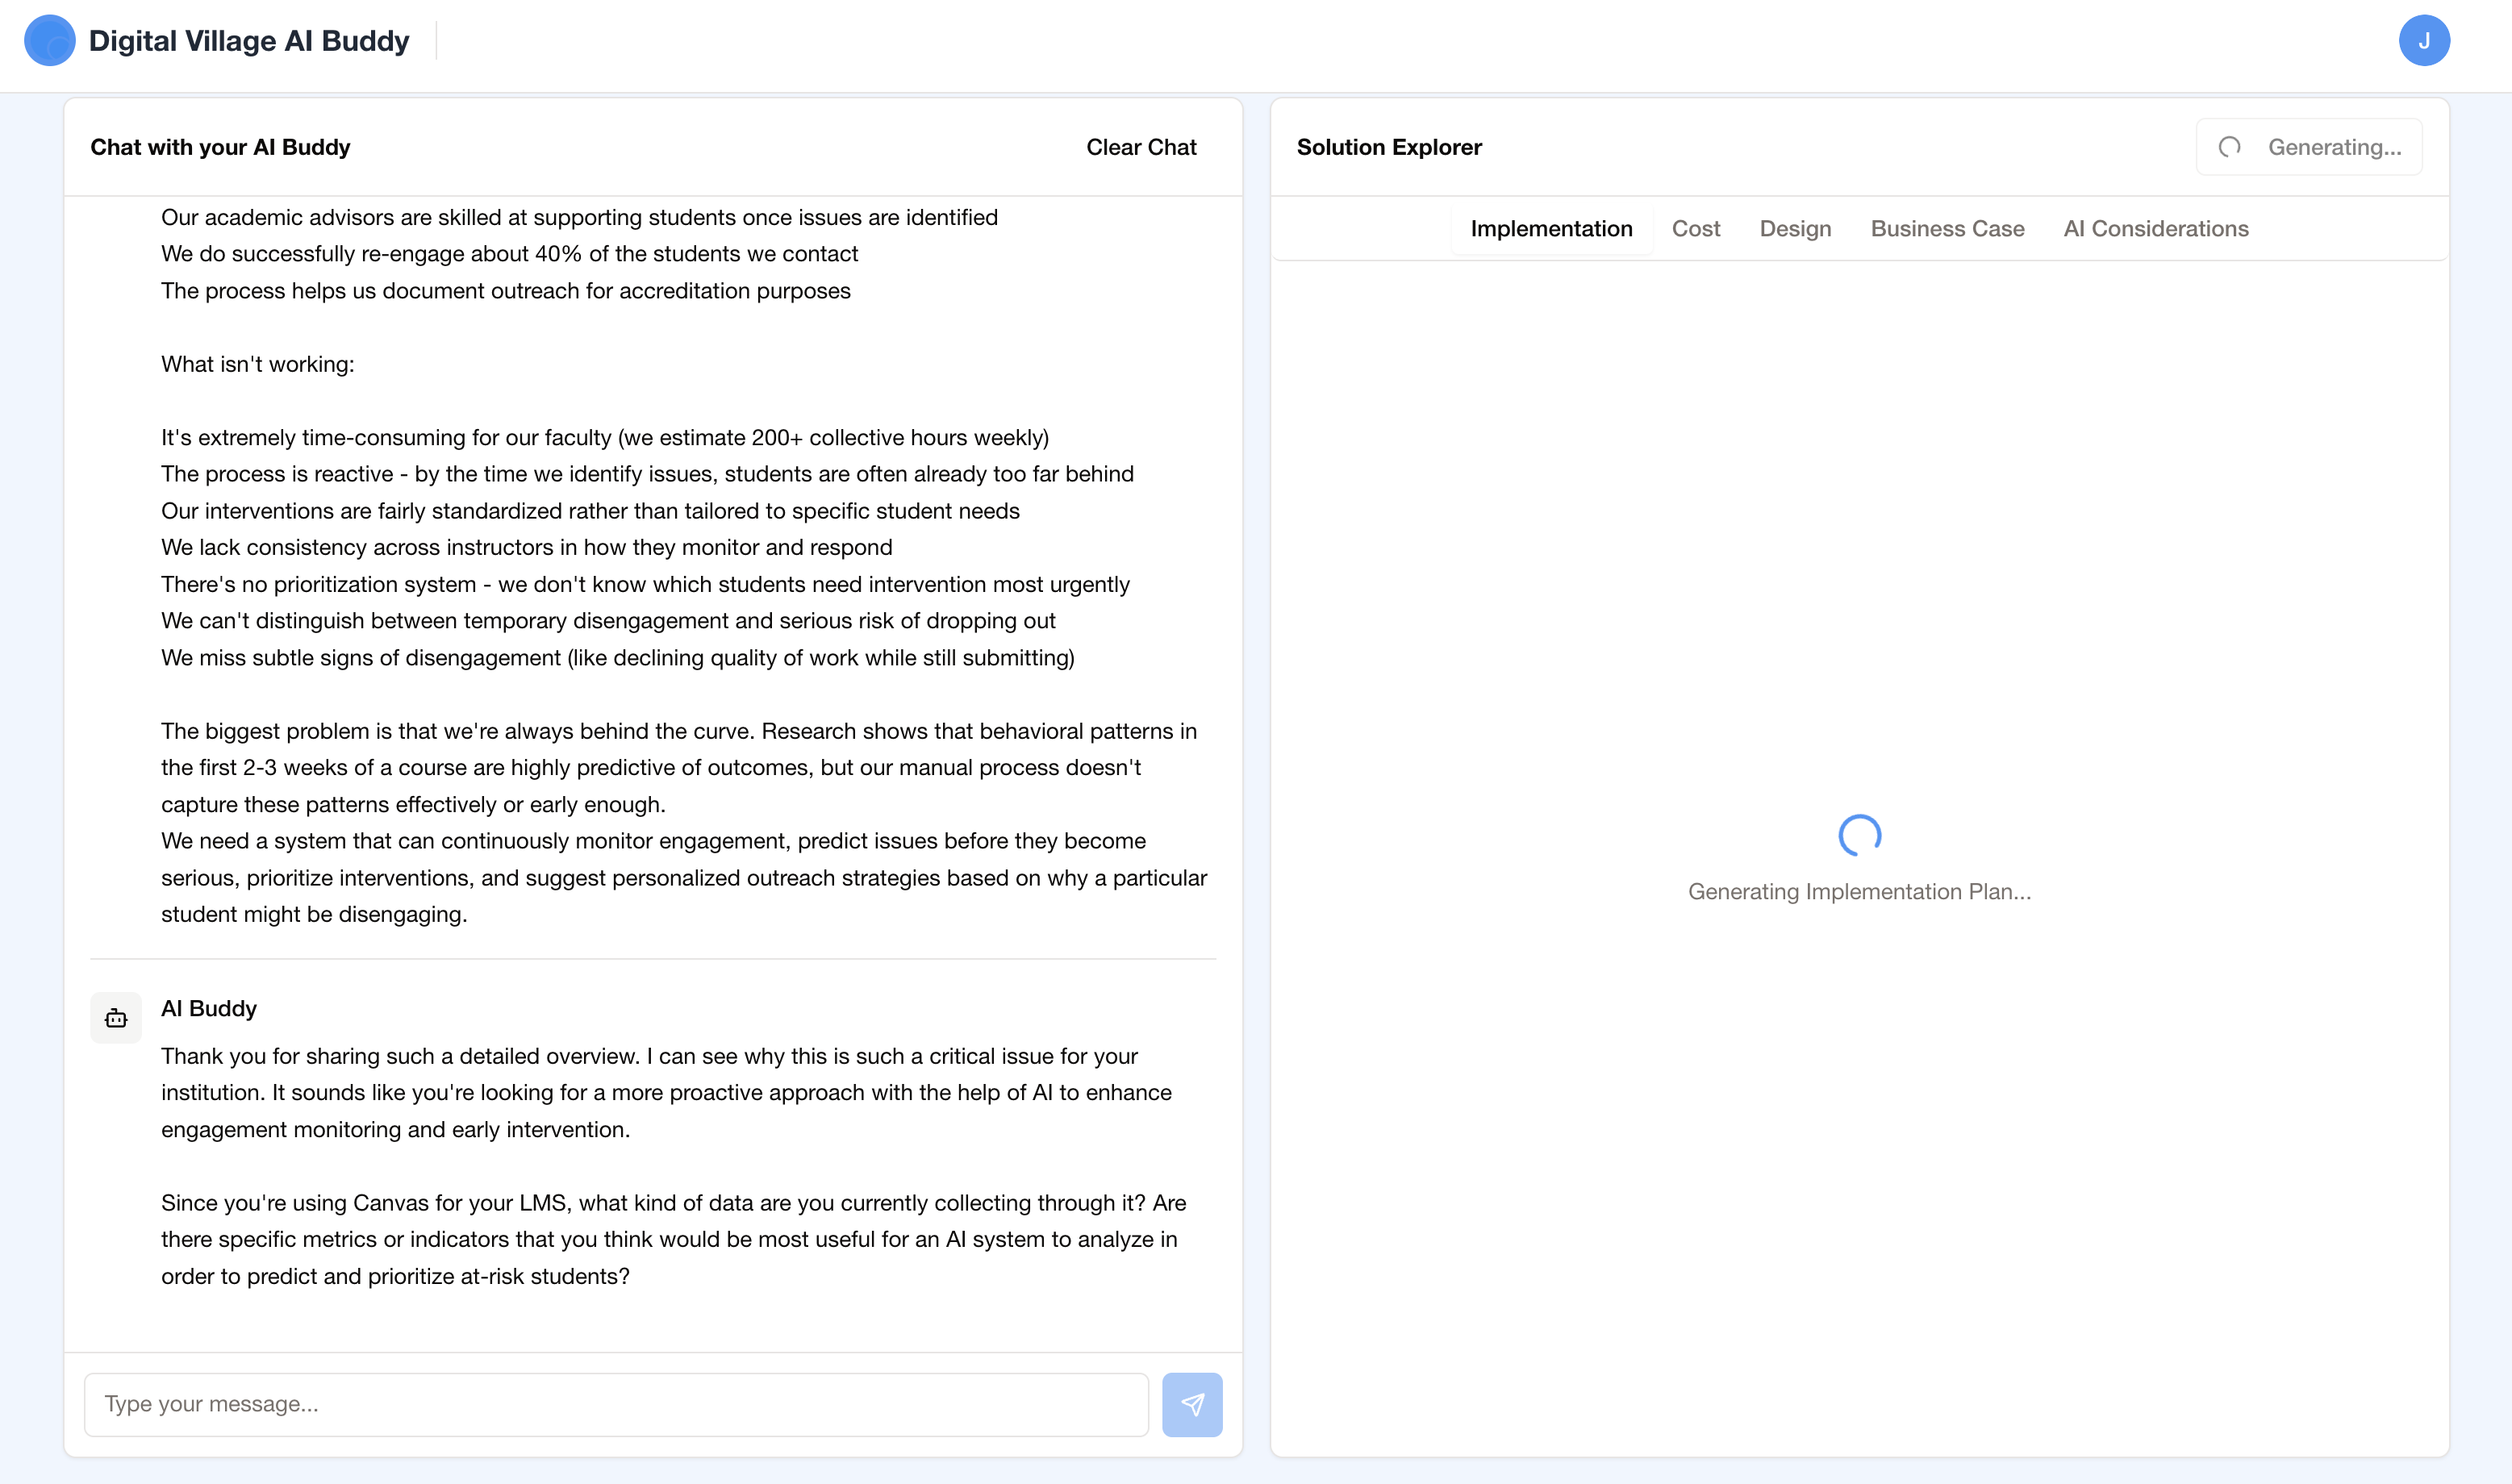 Digital Village AI Buddy
J
Chat with your AI Buddy
Clear Chat
Our academic advisors are skilled at supporting students once issues are identified
We do successfully re-engage about 40% of the students we contact
The process helps us document outreach for accreditation purposes
What isn't working:
It's extremely time-consuming for our faculty (we estimate 200+ collective hours weekly)
The process is reactive - by the time we identify issues, students are often already too far behind
Our interventions are fairly standardized rather than tailored to specific student needs
We lack consistency across instructors in how they monitor and respond
There's no prioritization system - we don't know which students need intervention most urgently
We can't distinguish between temporary disengagement and serious risk of dropping out
We miss subtle signs of disengagement (like declining quality of work while still submitting)
The biggest problem is that we're always behind the curve. Research shows that behavioral patterns in
the first 2-3 weeks of a course are highly predictive of outcomes, but our manual process doesn't
capture these patterns effectively or early enough.
We need a system that can continuously monitor engagement, predict issues before they become
serious, prioritize interventions, and suggest personalized outreach strategies based on why a particular
student might be disengaging.
AI Buddy
Thank you for sharing such a detailed overview. I can see why this is such a critical issue for your
institution. It sounds like you're looking for a more proactive approach with the help of AI to enhance
engagement monitoring and early intervention.
Since you're using Canvas for your LMS, what kind of data are you currently collecting through it? Are
there specific metrics or indicators that you think would be most useful for an AI system to analyze in
order to predict and prioritize at-risk students?
Type your message...
Solution Explorer
Generating...
Implementation
Cost
Design
Business Case
AI Considerations
Generating Implementation Plan...